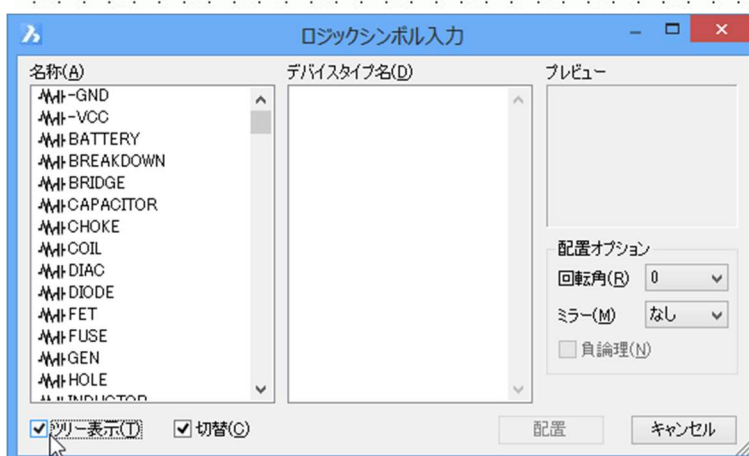 ロジックシンボル入力
名称(A)
デバイスタイプ名(D)
プレビュー
-GND
-VCC
BATTERY
BREAKDOWN
BRIDGE
CAPACITOR
CHOKE
COIL
DIAC
DIODE
FET
FUSE
GEN
HOLE
INDUCTOR
配置オプション
回転角(R) 0
ミラー(M) なし
負論理(N)
ツリー表示(T)
切替(C)
配置
キャンセル